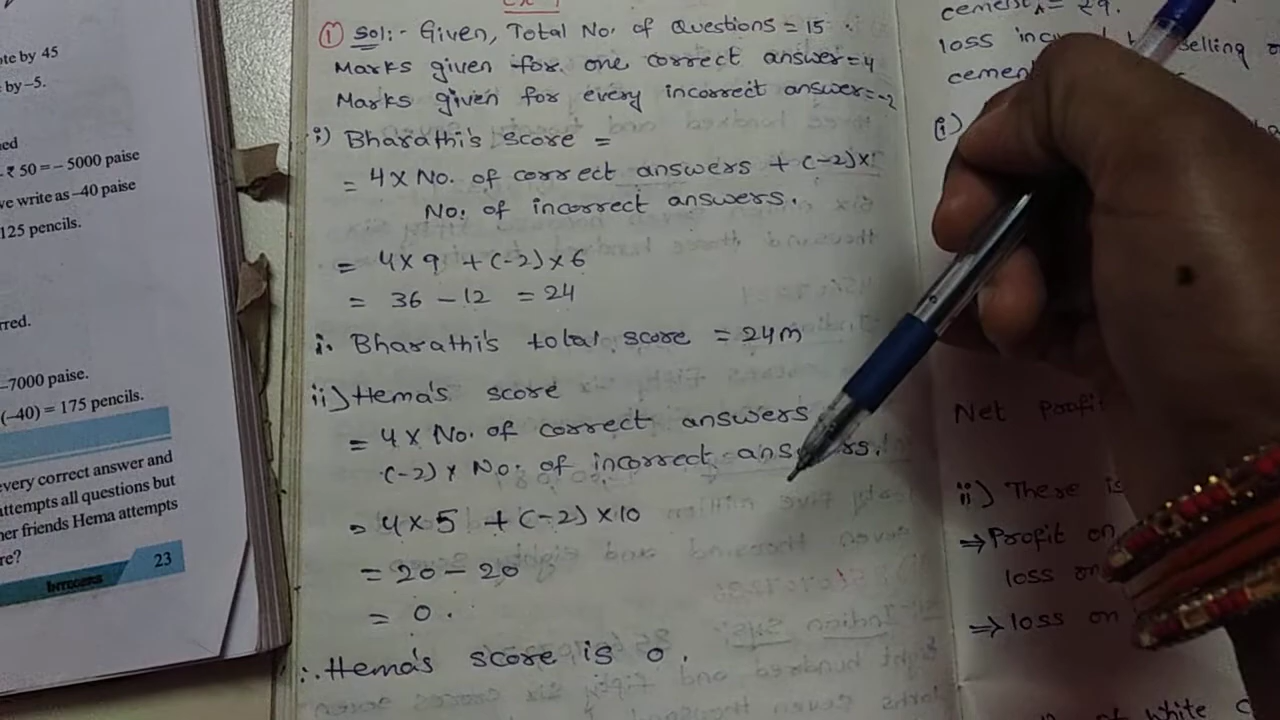 ote by 45
by –5.
ed
₹ 50 = – 5000 paise
ve write as –40 paise
125 pencils.
rred.
–7000 paise.
(–40) = 175 pencils.
every correct answer and
attempts all questions but
her friends Hema attempts
re?
INTEGERS 23
① Sol:- Given, Total No. of Questions = 15.
Marks given for one correct answer = 4
Marks given for every incorrect answer = -2
i) Bharathi's score =
= 4 × No. of correct answers + (-2)×
No. of incorrect answers.
= 4×9 + (-2)×6
= 36 - 12 = 24
∴ Bharathi's total score = 24m
ii) Hema's score
= 4 × No. of correct answers
(-2) × No. of incorrect answers.
= 4×5 + (-2)×10
= 20 - 20
= 0.
∴ Hema's score is 0.
loss
selling
cement
(i)
Net Profit
ii) There is
⇒ Profit on
loss on
⇒ loss on
white